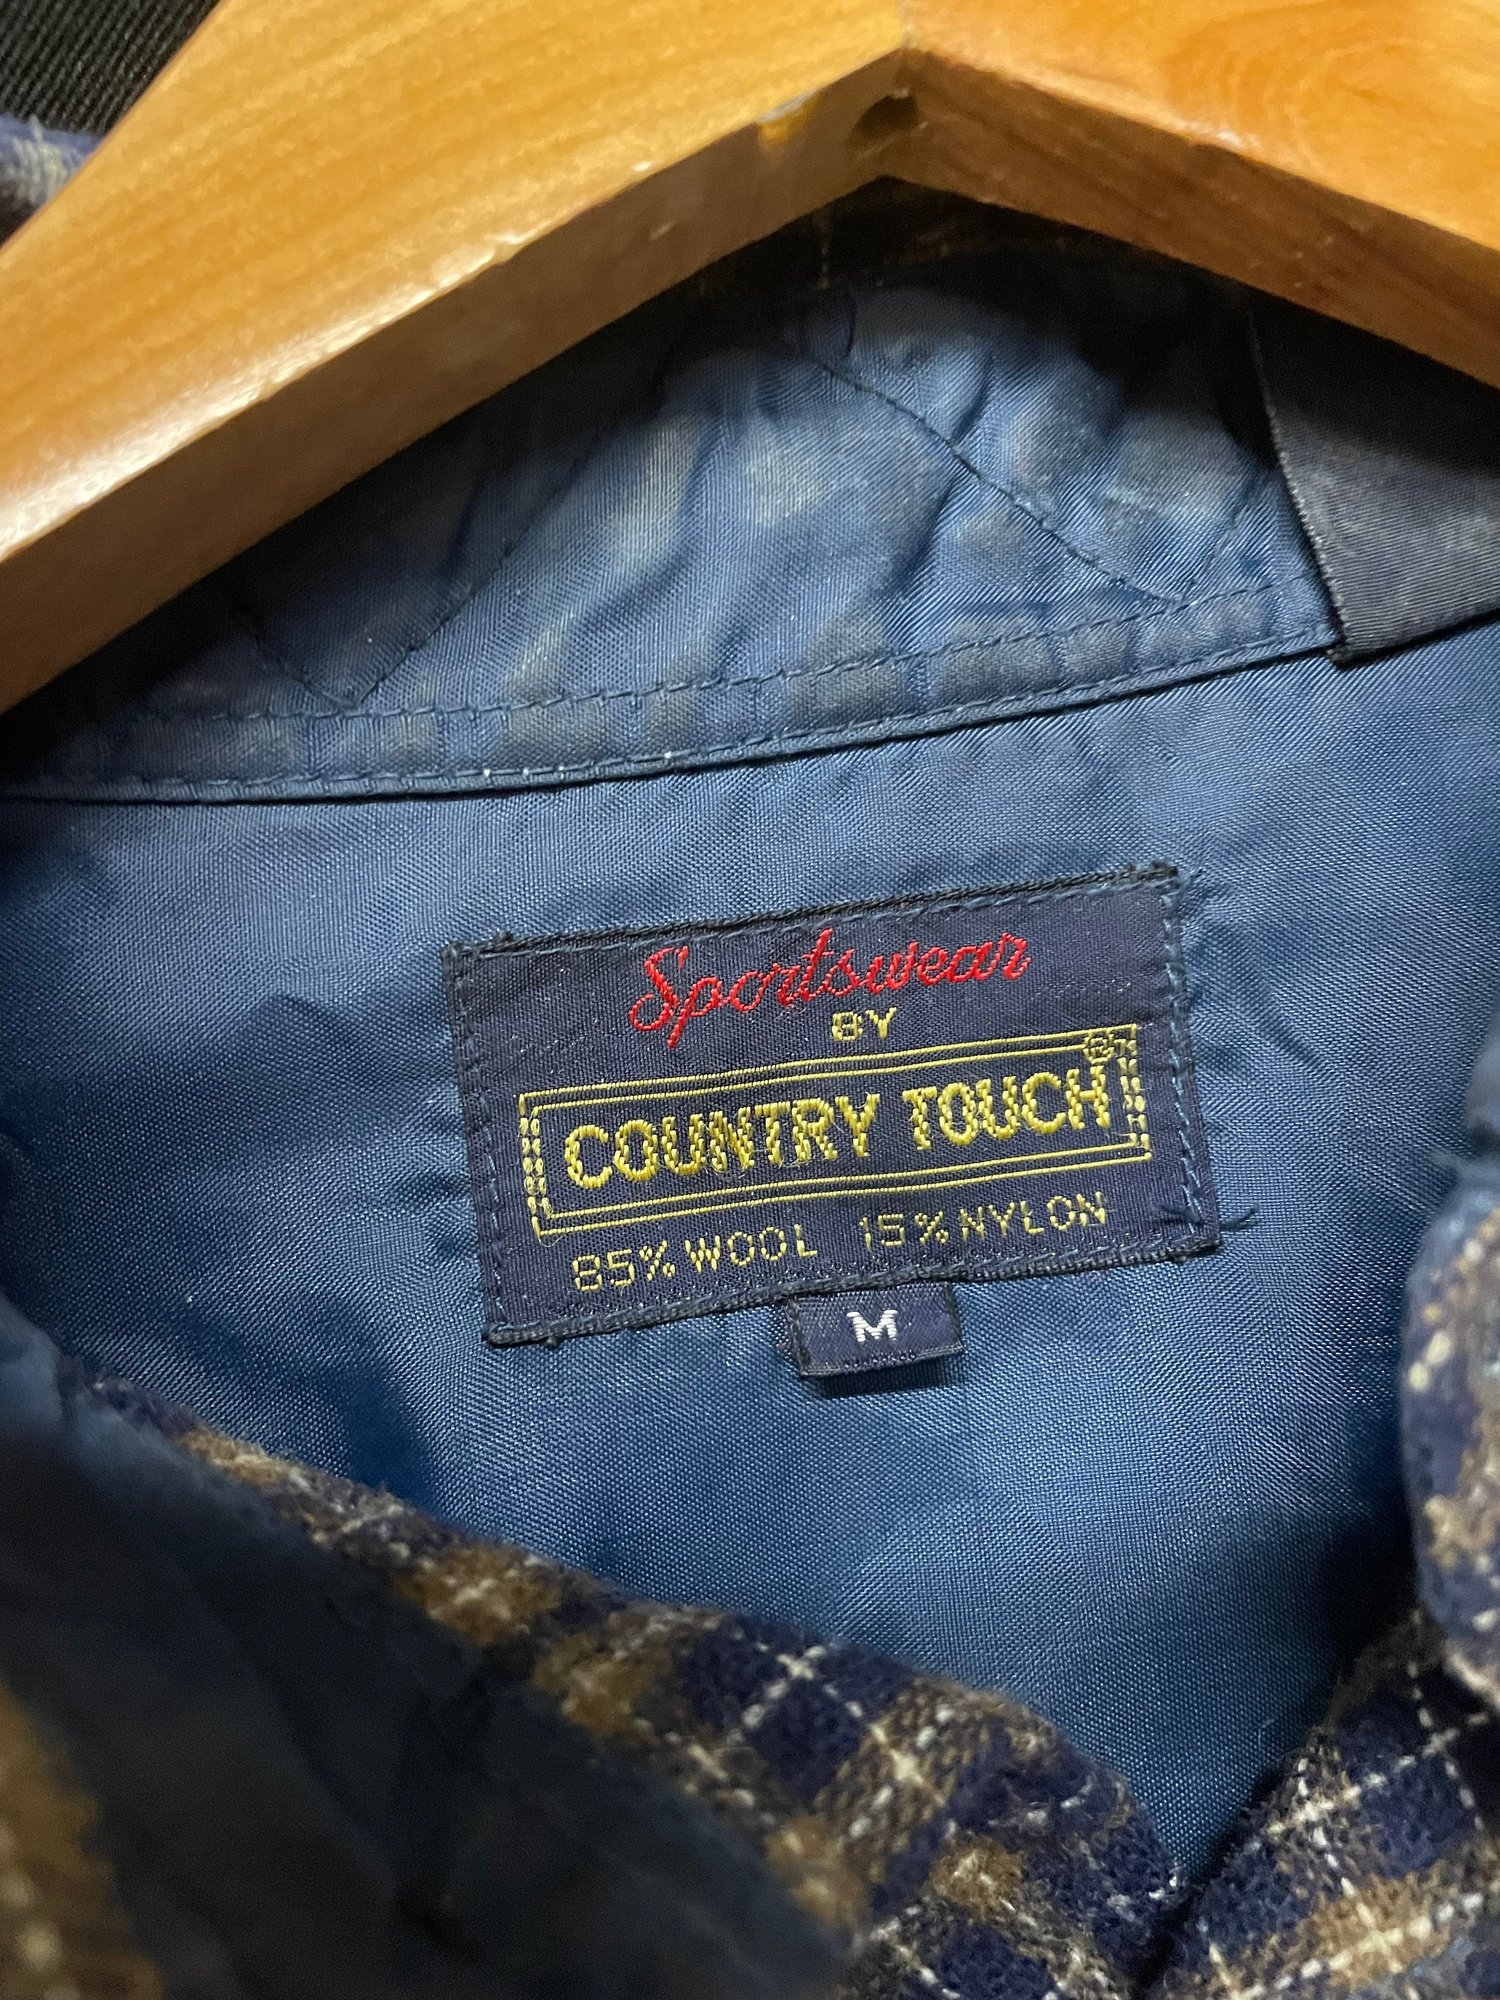 Sportswear
BY
COUNTRY TOUCH®
85% WOOL 15% NYLON
M